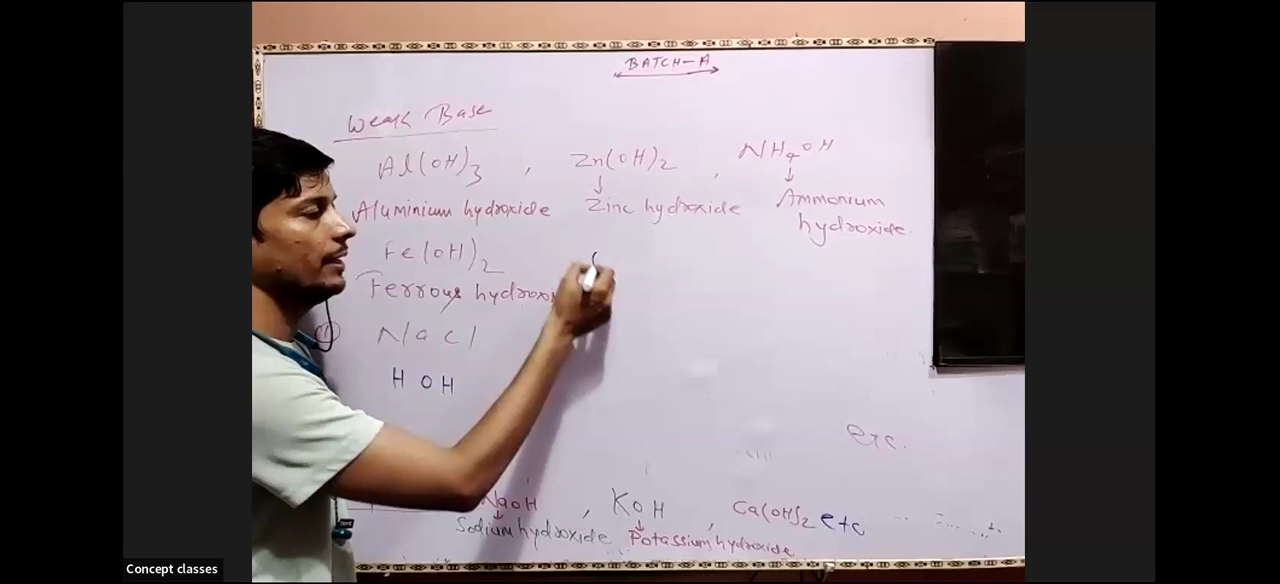 BATCH-A
Weak Base
Al(OH)3 , Zn(OH)2 , NH4OH
Aluminium hydroxide Zinc hydroxide Ammonium
hydroxide.
Fe(OH)2
Ferrous
NaCl
HOH
etc.
NaOH , KOH , Ca(OH)2 etc
Sodium hydroxide Potassium hydroxide
Concept classes